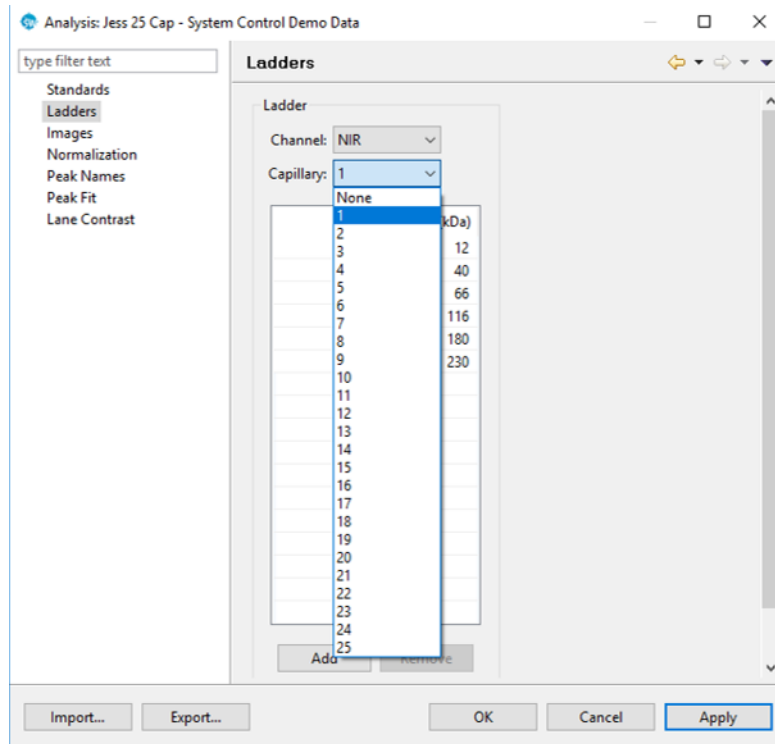 Analysis: Jess 25 Cap - System Control Demo Data
type filter text
Standards
Ladders
Images
Normalization
Peak Names
Peak Fit
Lane Contrast
Ladders
Ladder
Channel: NIR
Capillary: 1
None
1
2
3
4
5
6
7
8
9
10
11
12
13
14
15
16
17
18
19
20
21
22
23
24
25
kDa)
12
40
66
116
180
230
Add
Remove
Import...
Export...
OK
Cancel
Apply